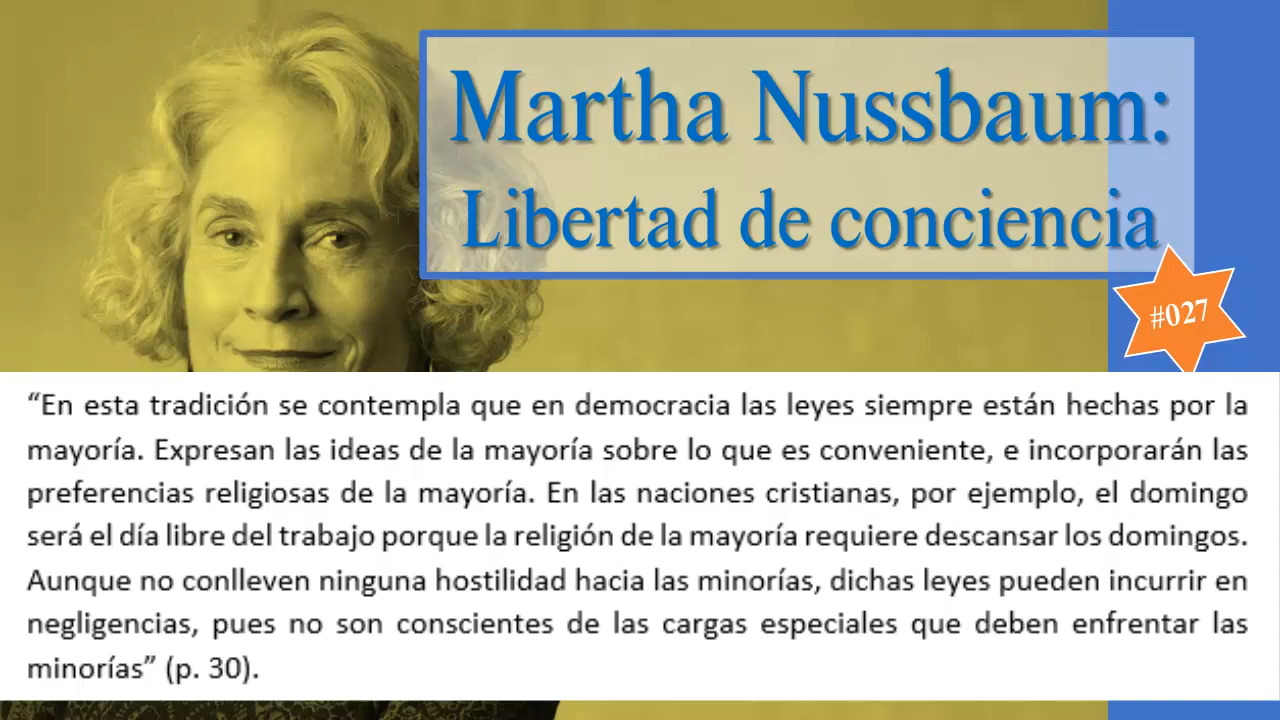 Martha Nussbaum:
Libertad de conciencia
#027
“En esta tradición se contempla que en democracia las leyes siempre están hechas por la
mayoría. Expresan las ideas de la mayoría sobre lo que es conveniente, e incorporarán las
preferencias religiosas de la mayoría. En las naciones cristianas, por ejemplo, el domingo
será el día libre del trabajo porque la religión de la mayoría requiere descansar los domingos.
Aunque no conlleven ninguna hostilidad hacia las minorías, dichas leyes pueden incurrir en
negligencias, pues no son conscientes de las cargas especiales que deben enfrentar las
minorías” (p. 30).